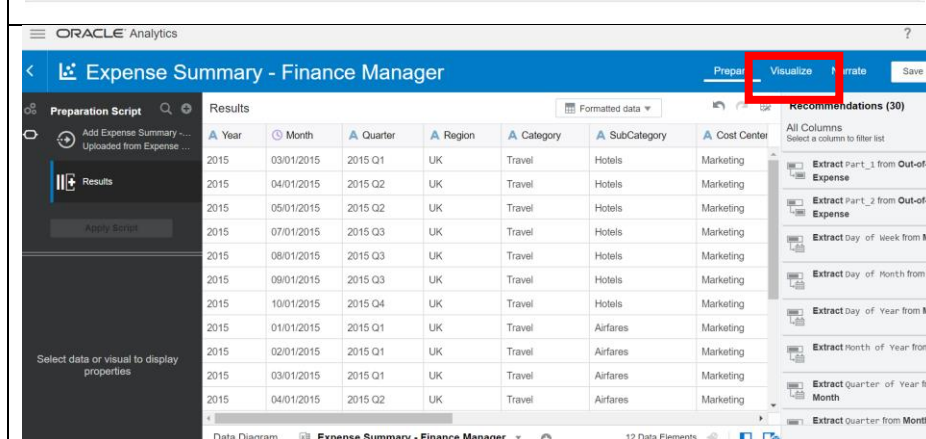 ORACLE Analytics ?
Expense Summary - Finance Manager Prepar Visualize Narrate Save
Preparation Script
Add Expense Summary -...
Uploaded from Expense ...
Results
Apply Script
Select data or visual to display
properties
Results Formatted data
A Year Month A Quarter A Region A Category A SubCategory A Cost Center
2015 03/01/2015 2015 Q1 UK Travel Hotels Marketing
2015 04/01/2015 2015 Q2 UK Travel Hotels Marketing
2015 05/01/2015 2015 Q2 UK Travel Hotels Marketing
2015 07/01/2015 2015 Q3 UK Travel Hotels Marketing
2015 08/01/2015 2015 Q3 UK Travel Hotels Marketing
2015 09/01/2015 2015 Q3 UK Travel Hotels Marketing
2015 10/01/2015 2015 Q4 UK Travel Hotels Marketing
2015 01/01/2015 2015 Q1 UK Travel Airfares Marketing
2015 02/01/2015 2015 Q1 UK Travel Airfares Marketing
2015 03/01/2015 2015 Q1 UK Travel Airfares Marketing
2015 04/01/2015 2015 Q2 UK Travel Airfares Marketing
Data Diagram Expense Summary - Finance Manager 12 Data Elements
Recommendations (30)
All Columns
Select a column to filter list
Extract Part_1 from Out-of
Expense
Extract Part_2 from Out-of
Expense
Extract Day of Week from M
Extract Day of Month from
Extract Day of Year from M
Extract Month of Year from
Extract Quarter of Year f
Month
Extract Quarter from Month